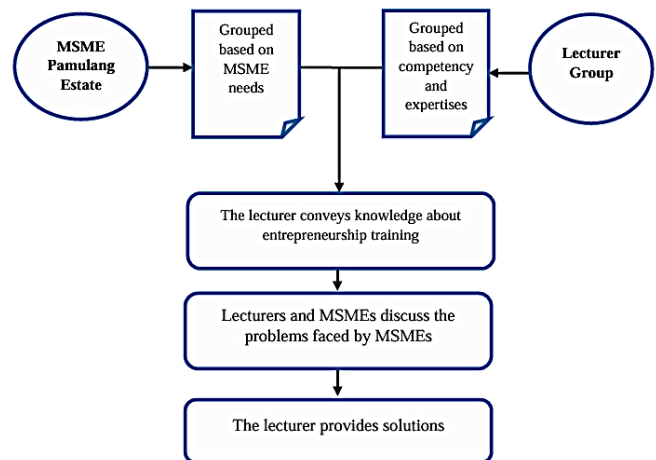 MSME
Pamulang
Estate
Grouped
based on
MSME
needs
Grouped
based on
competency
and
expertises
Lecturer
Group
The lecturer conveys knowledge about
entrepreneurship training
Lecturers and MSMEs discuss the
problems faced by MSMEs
The lecturer provides solutions